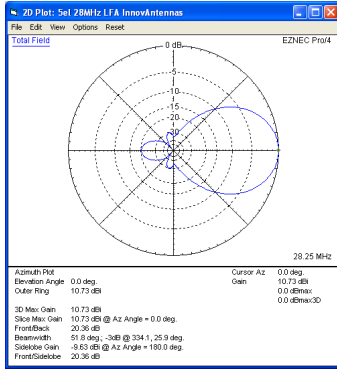 2D Plot: 5el 28MHz LFA InnovAntennas
File Edit View Options Reset
Total Field
EZNEC Pro/4
0 dB
-5
-10
-15
-20
-30
28.25 MHz
Azimuth Plot
Elevation Angle 0.0 deg.
Outer Ring 10.73 dBi
3D Max Gain 10.73 dBi
Slice Max Gain 10.73 dBi @ Az Angle = 0.0 deg.
Front/Back 20.36 dB
Beamwidth 51.8 deg.; -3dB @ 334.1, 25.9 deg.
Sidelobe Gain -9.63 dBi @ Az Angle = 180.0 deg.
Front/Sidelobe 20.36 dB
Cursor Az 0.0 deg.
Gain 10.73 dBi
0.0 dBmax
0.0 dBmax3D